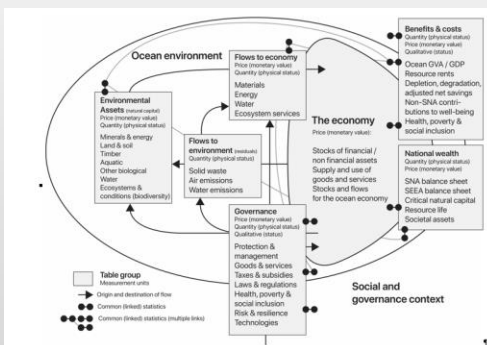 Ocean environment
Flows to economy
Price (monetary value)
Quantity (physical status)
Materials
Energy
Water
Ecosystem services
Benefits & costs
Quantity (physical status)
Price (monetary value)
Qualitative (status)
Ocean GVA / GDP
Resource rents
Depletion, degradation,
adjusted net savings
Non-SNA contri-
butions to well-being
Health, poverty &
social inclusion
Environmental
Assets (natural capital)
Price (monetary value)
Quantity (physical status)
Minerals & energy
Land & soil
Timber
Aquatic
Other biological
Water
Ecosystems &
conditions (biodiversity)
Flows to
environment (residuals)
Quantity (physical status)
Solid waste
Air emissions
Water emissions
The economy
Price (monetary value):
Stocks of financial /
non financial assets
Supply and use of
goods and services
Stocks and flows
for the ocean economy
National wealth
Quantity (physical status)
Price (monetary value)
SNA balance sheet
SEEA balance sheet
Critical natural capital
Resource life
Societal assets
Governance
Price (monetary value)
Quantity (physical status)
Qualitative (status)
Protection &
management
Goods & services
Taxes & subsidies
Laws & regulations
Health, poverty &
social inclusion
Risk & resilience
Technologies
Social and
governance context
Table group
Measurement units
Origin and destination of flow
Common (linked) statistics
Common (linked) statistics (multiple links)
¶